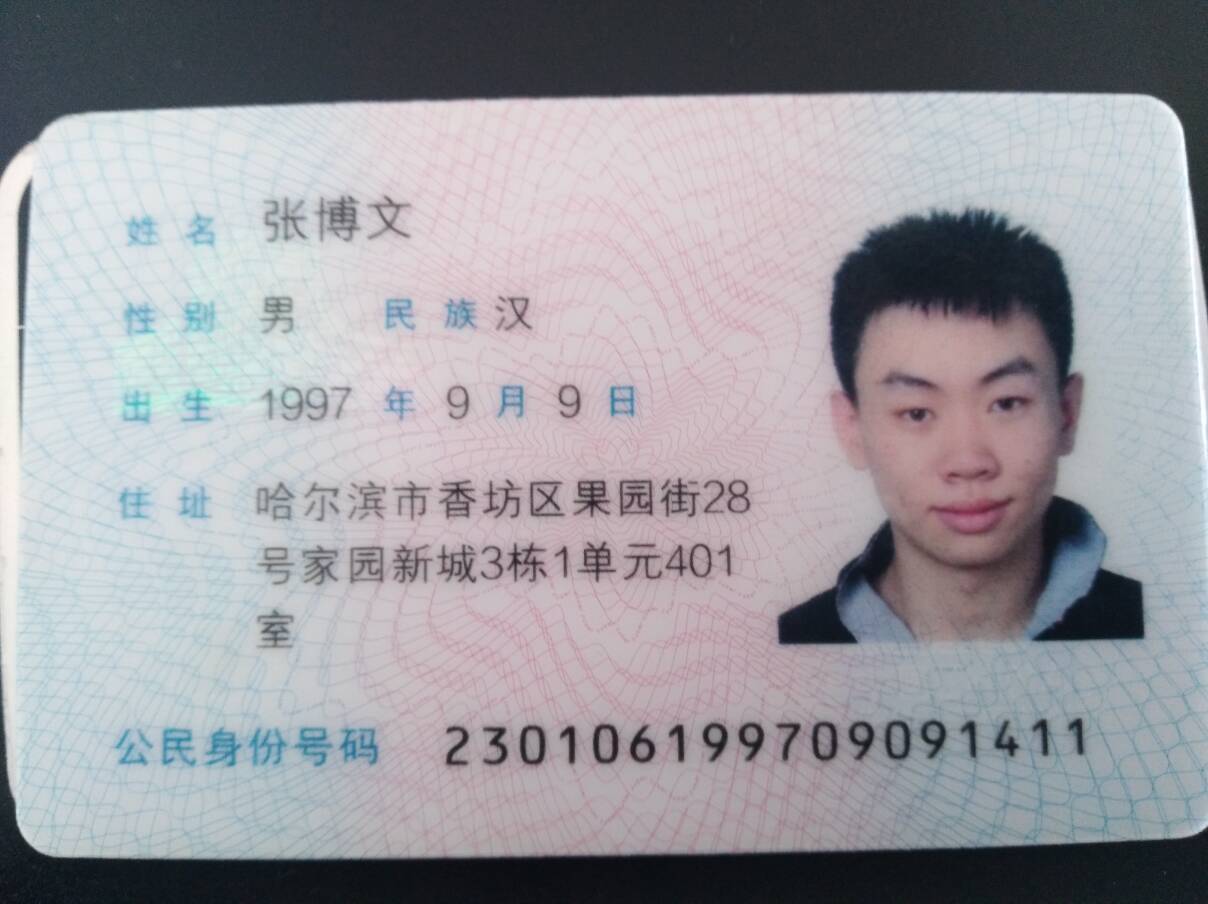 姓名 张博文
性别 男 民族 汉
出生 1997 年 9 月 9 日
住址 哈尔滨市香坊区果园街28
号家园新城3栋1单元401
室
公民身份号码 230106199709091411